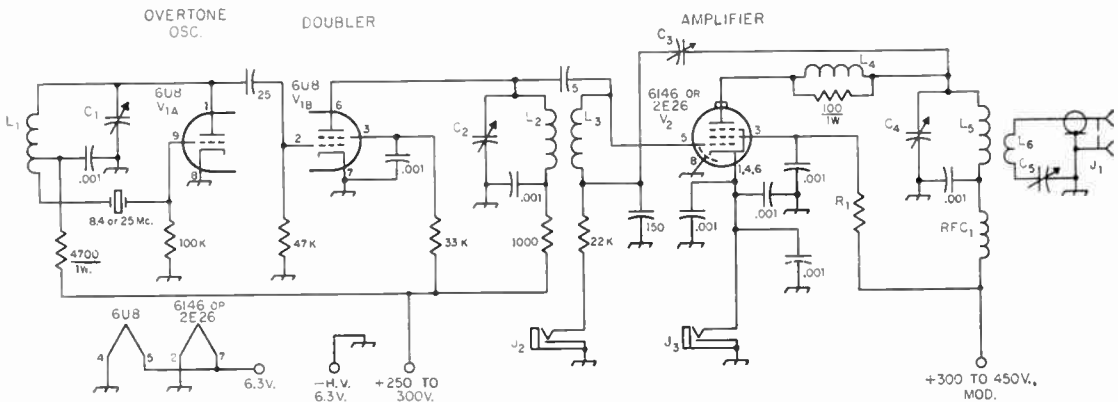 OVERTONE
OSC.
DOUBLER
AMPLIFIER
C3
L4
6U8
V1A
25
6U8
V1B
6
5
6146 OR
2E26
V2
100
1W
L1
C1
1
9
8
2
3
7
C2
L2
L3
5
3
8
1,4,6
C4
L5
L6
C5
J1
.001
.001
.001
.001
.001
.001
.001
.001
8.4 or 25 Mc.
4700
1W.
100K
47K
33K
1000
22K
150
R1
RFC1
6U8
4
5
6146 OR
2E26
2
7
6.3V.
-H.V.
6.3V.
+250 TO
300V.
J2
J3
+300 TO 450V.,
MOD.